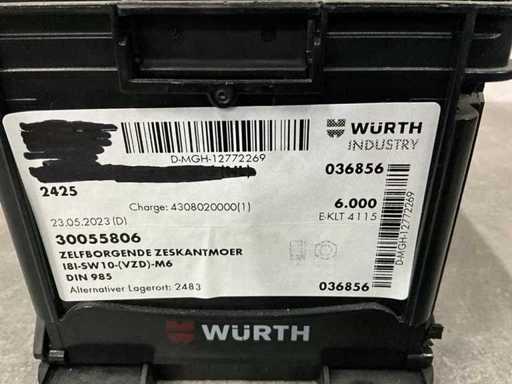 WÜRTH
INDUSTRY
D-MGH-12772269
036856
2425
Charge: 4308020000(1)
6.000
E-KLT 4115
23.05.2023 (D)
30055806
ZELFBORGENDE ZESKANTMOER
I8I-SW10-(VZD)-M6
DIN 985
Alternativer Lagerort: 2483
036856
D-MGH-12772269
WÜRTH